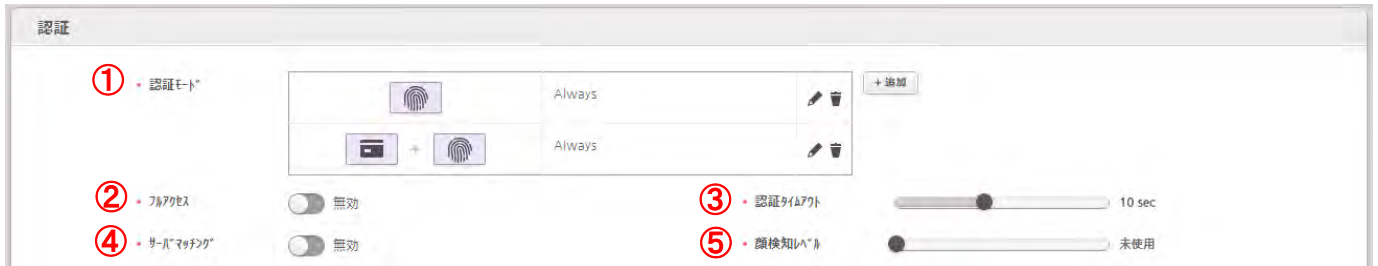 認証
① ・ 認証ﾓｰﾄﾞ Always +追加
+ Always
② ・ ﾌﾙｱｸｾｽ 無効 ③ ・ 認証ﾀｲﾑｱｳﾄ 10 sec
④ ・ ｻｰﾊﾞﾏｯﾁﾝｸﾞ 無効 ⑤ ・ 顔検知ﾚﾍﾞﾙ 未使用